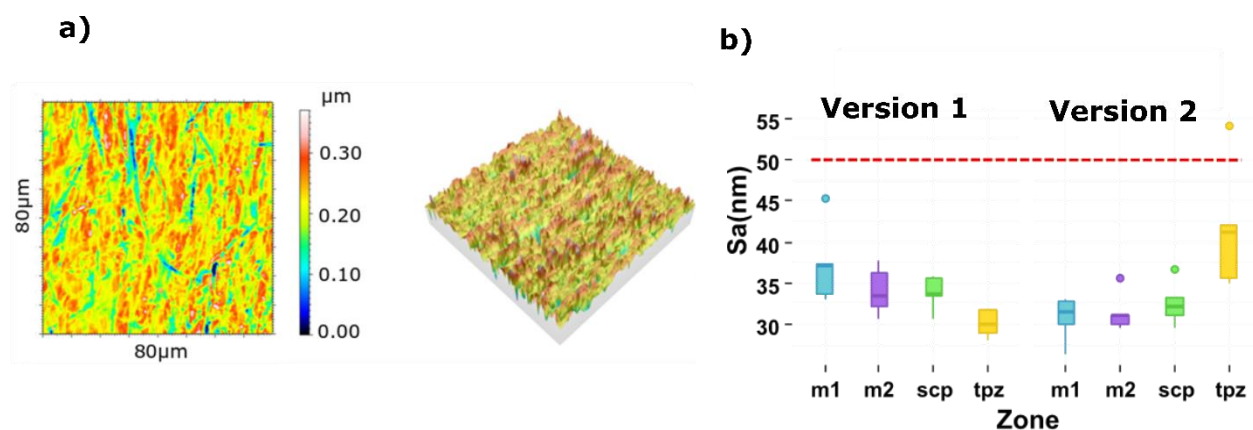 a)
µm
0.30
0.20
0.10
0.00
80µm
80µm
b)
Version 1
Version 2
Sa(nm)
55
50
45
40
35
30
m1 m2 scp tpz m1 m2 scp tpz
Zone